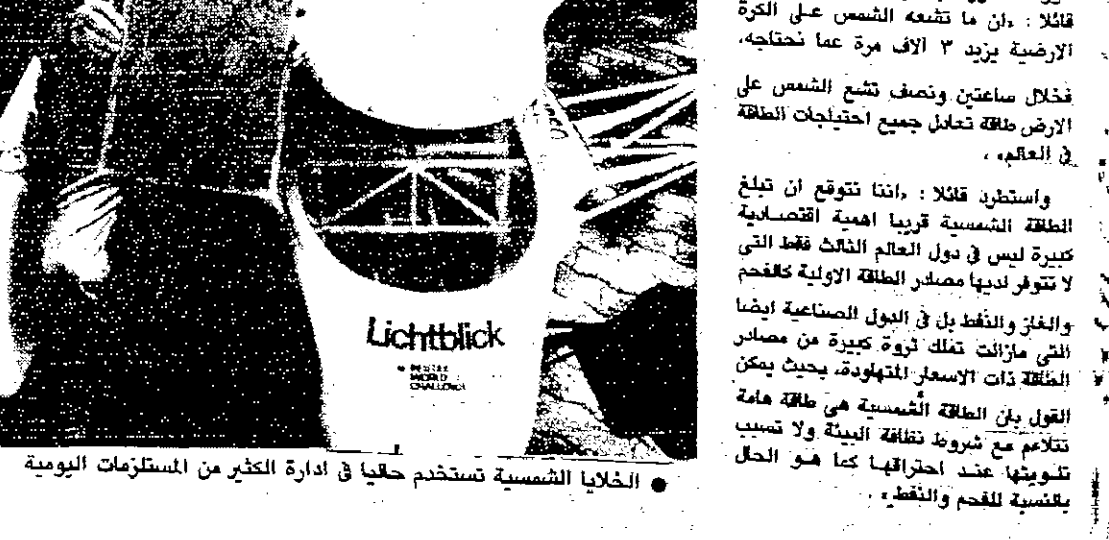 قائلا : «ان ما تشعه الشمس على الكرة
الارضية يزيد ٣ آلاف مرة عما نحتاجه.
فخلال ساعتين ونصف تشع الشمس على
الارض طاقة تعادل جميع احتياجات الطاقة
في العالم» .
واستطرد قائلا : «اننا نتوقع ان تبلغ
الطاقة الشمسية قريبا اهمية اقتصادية
كبيرة ليس في دول العالم الثالث فقط التي
لا تتوفر لديها مصادر الطاقة الاولية كالفحم
والغاز والنفط بل في الدول الصناعية ايضا
التي مازالت تملك ثروة كبيرة من مصادر
الطاقة ذات الاسعار المتهاودة، بحيث يمكن
القول بان الطاقة الشمسية هي طاقة هامة
تتلاءم مع شروط نظافة البيئة ولا تسبب
تلويثها عند احتراقها كما هو الحال
بالنسبة للفحم والنفط» .
Lichtblick
WORLD
CHALLENGE
● الخلايا الشمسية تستخدم حاليا في ادارة الكثير من المستلزمات اليومية